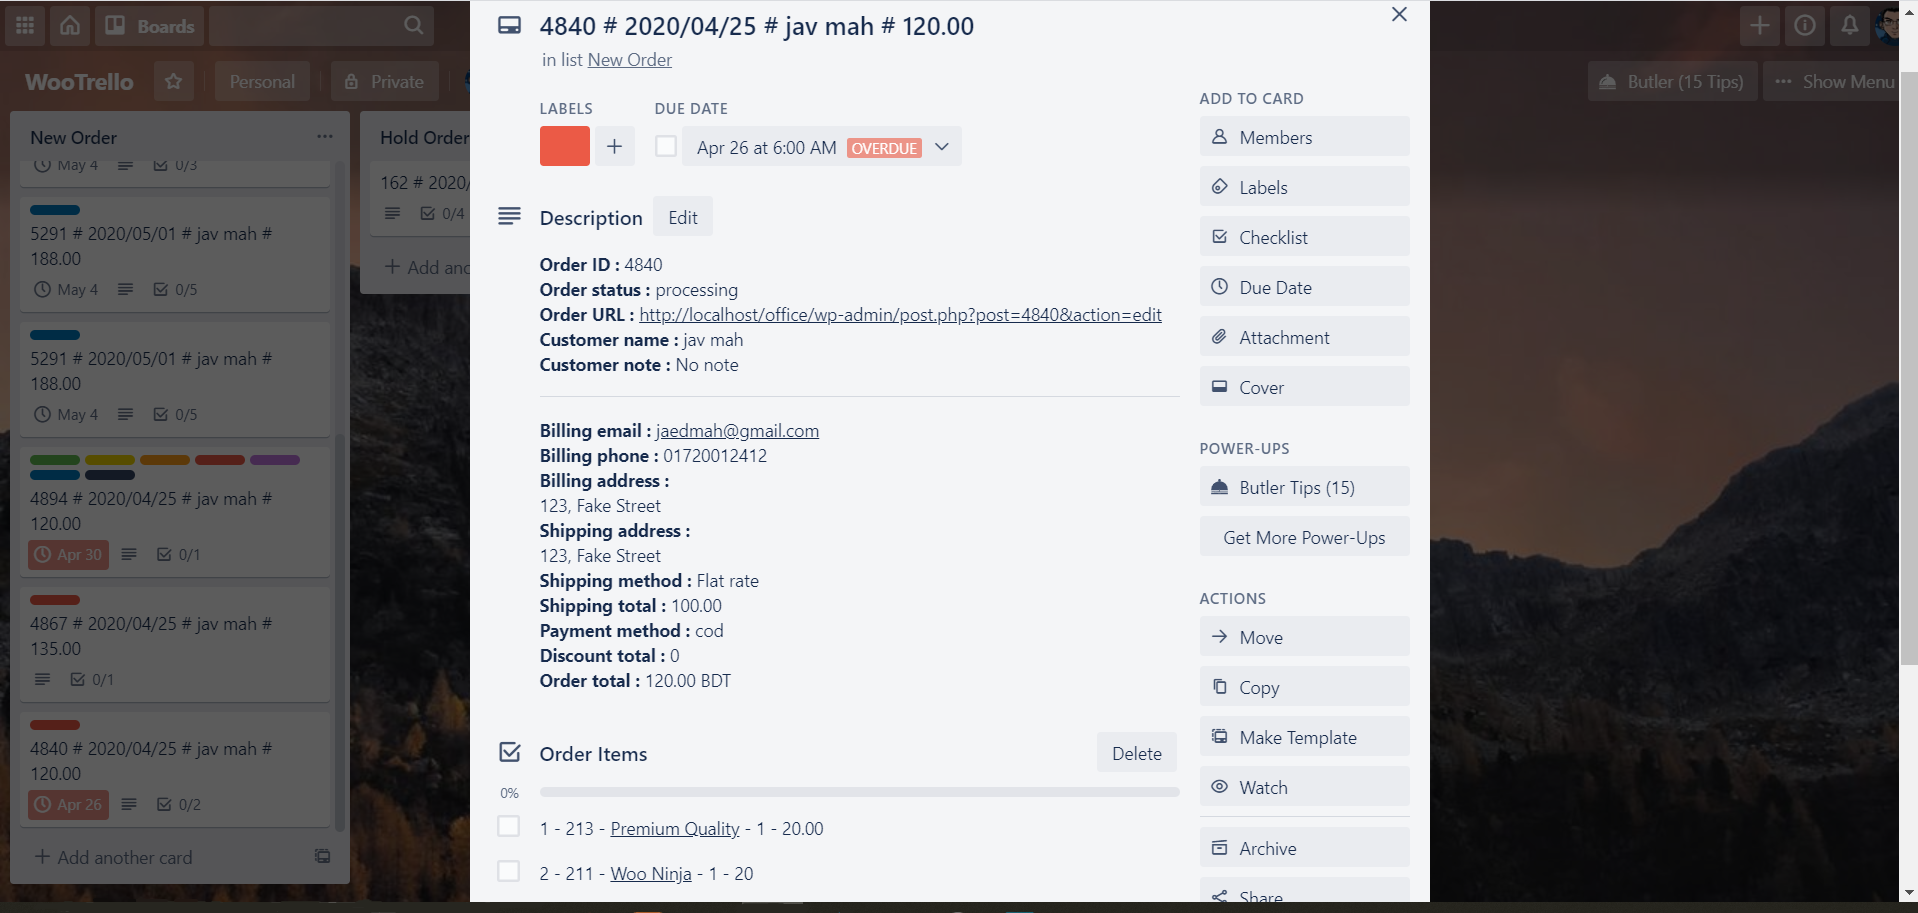 Boards
WooTrello
Personal
Private
Butler (15 Tips)
Show Menu
New Order
May 4
0/3
5291 # 2020/05/01 # jav mah #
188.00
May 4
0/5
5291 # 2020/05/01 # jav mah #
188.00
May 4
0/5
4894 # 2020/04/25 # jav mah #
120.00
Apr 30
0/1
4867 # 2020/04/25 # jav mah #
135.00
0/1
4840 # 2020/04/25 # jav mah #
120.00
Apr 26
0/2
+ Add another card
Hold Order
162 # 2020/
0/4
+ Add
4840 # 2020/04/25 # jav mah # 120.00
in list New Order
LABELS
DUE DATE
Apr 26 at 6:00 AM OVERDUE
Description
Edit
Order ID : 4840
Order status : processing
Order URL : http://localhost/office/wp-admin/post.php?post=4840&action=edit
Customer name : jav mah
Customer note : No note
Billing email : jaedmah@gmail.com
Billing phone : 01720012412
Billing address :
123, Fake Street
Shipping address :
123, Fake Street
Shipping method : Flat rate
Shipping total : 100.00
Payment method : cod
Discount total : 0
Order total : 120.00 BDT
Order Items
Delete
0%
1 - 213 - Premium Quality - 1 - 20.00
2 - 211 - Woo Ninja - 1 - 20
ADD TO CARD
Members
Labels
Checklist
Due Date
Attachment
Cover
POWER-UPS
Butler Tips (15)
Get More Power-Ups
ACTIONS
Move
Copy
Make Template
Watch
Archive
Share